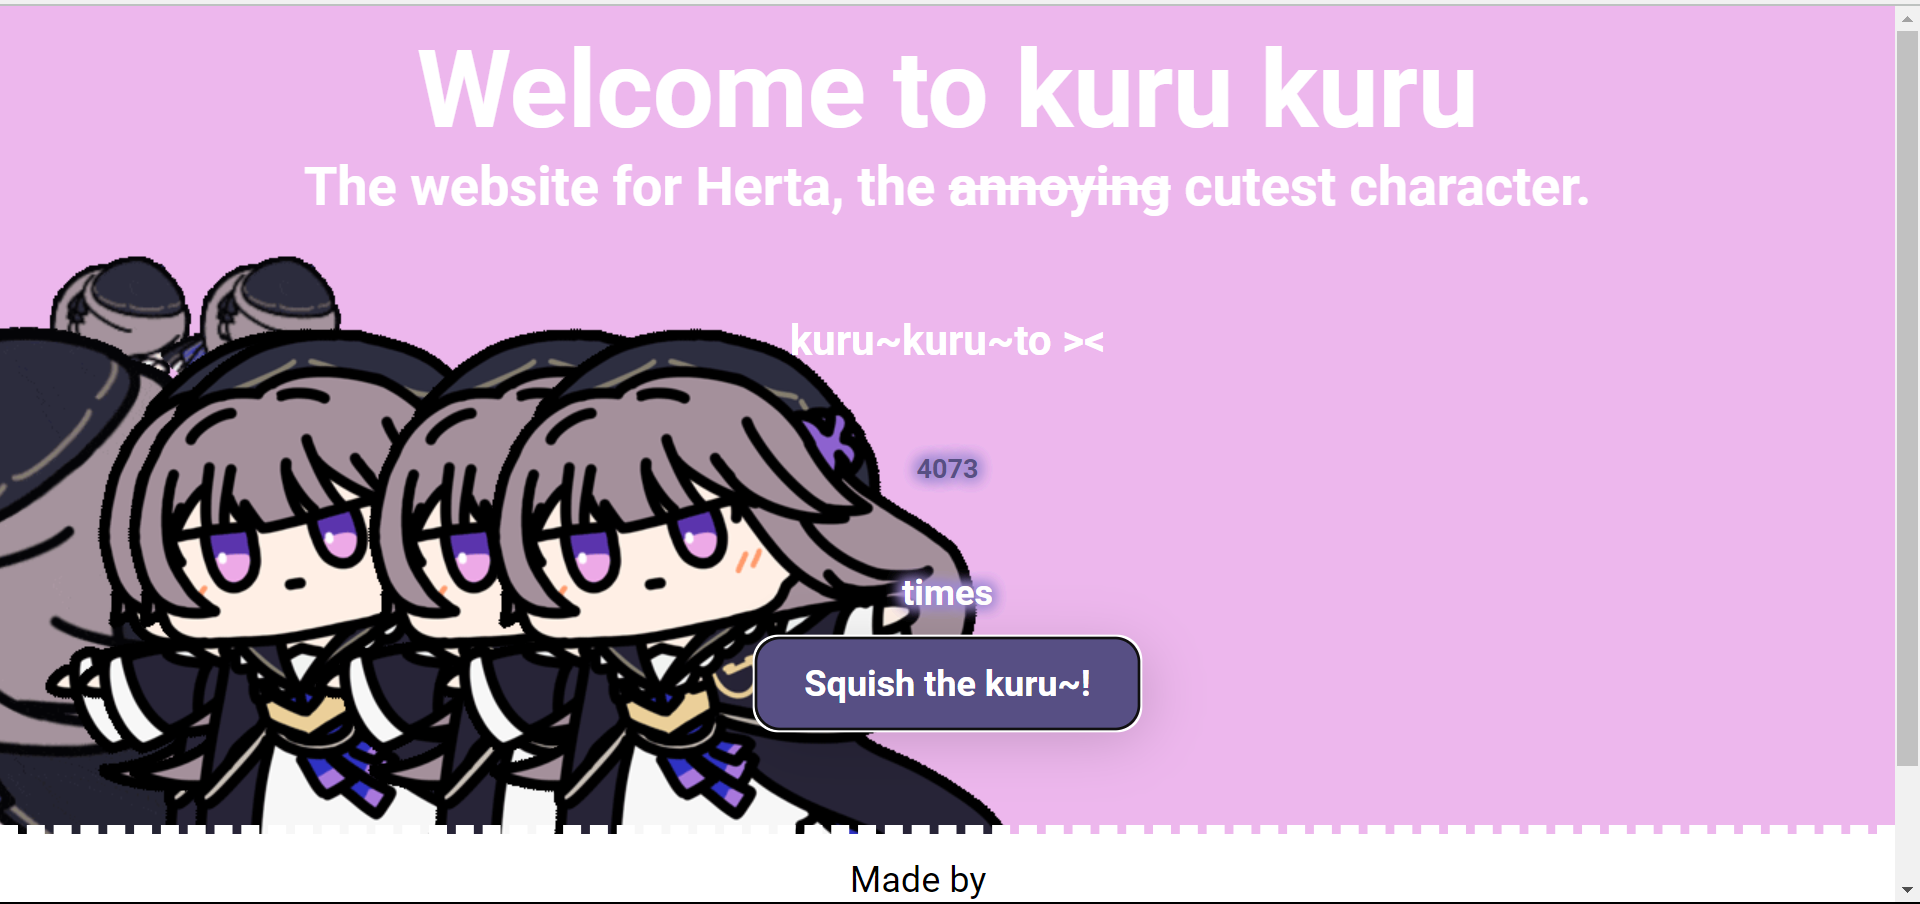 Welcome to kuru kuru
The website for Herta, the annoying cutest character.
kuru~kuru~to ><
4073
times
Squish the kuru~!
Made by